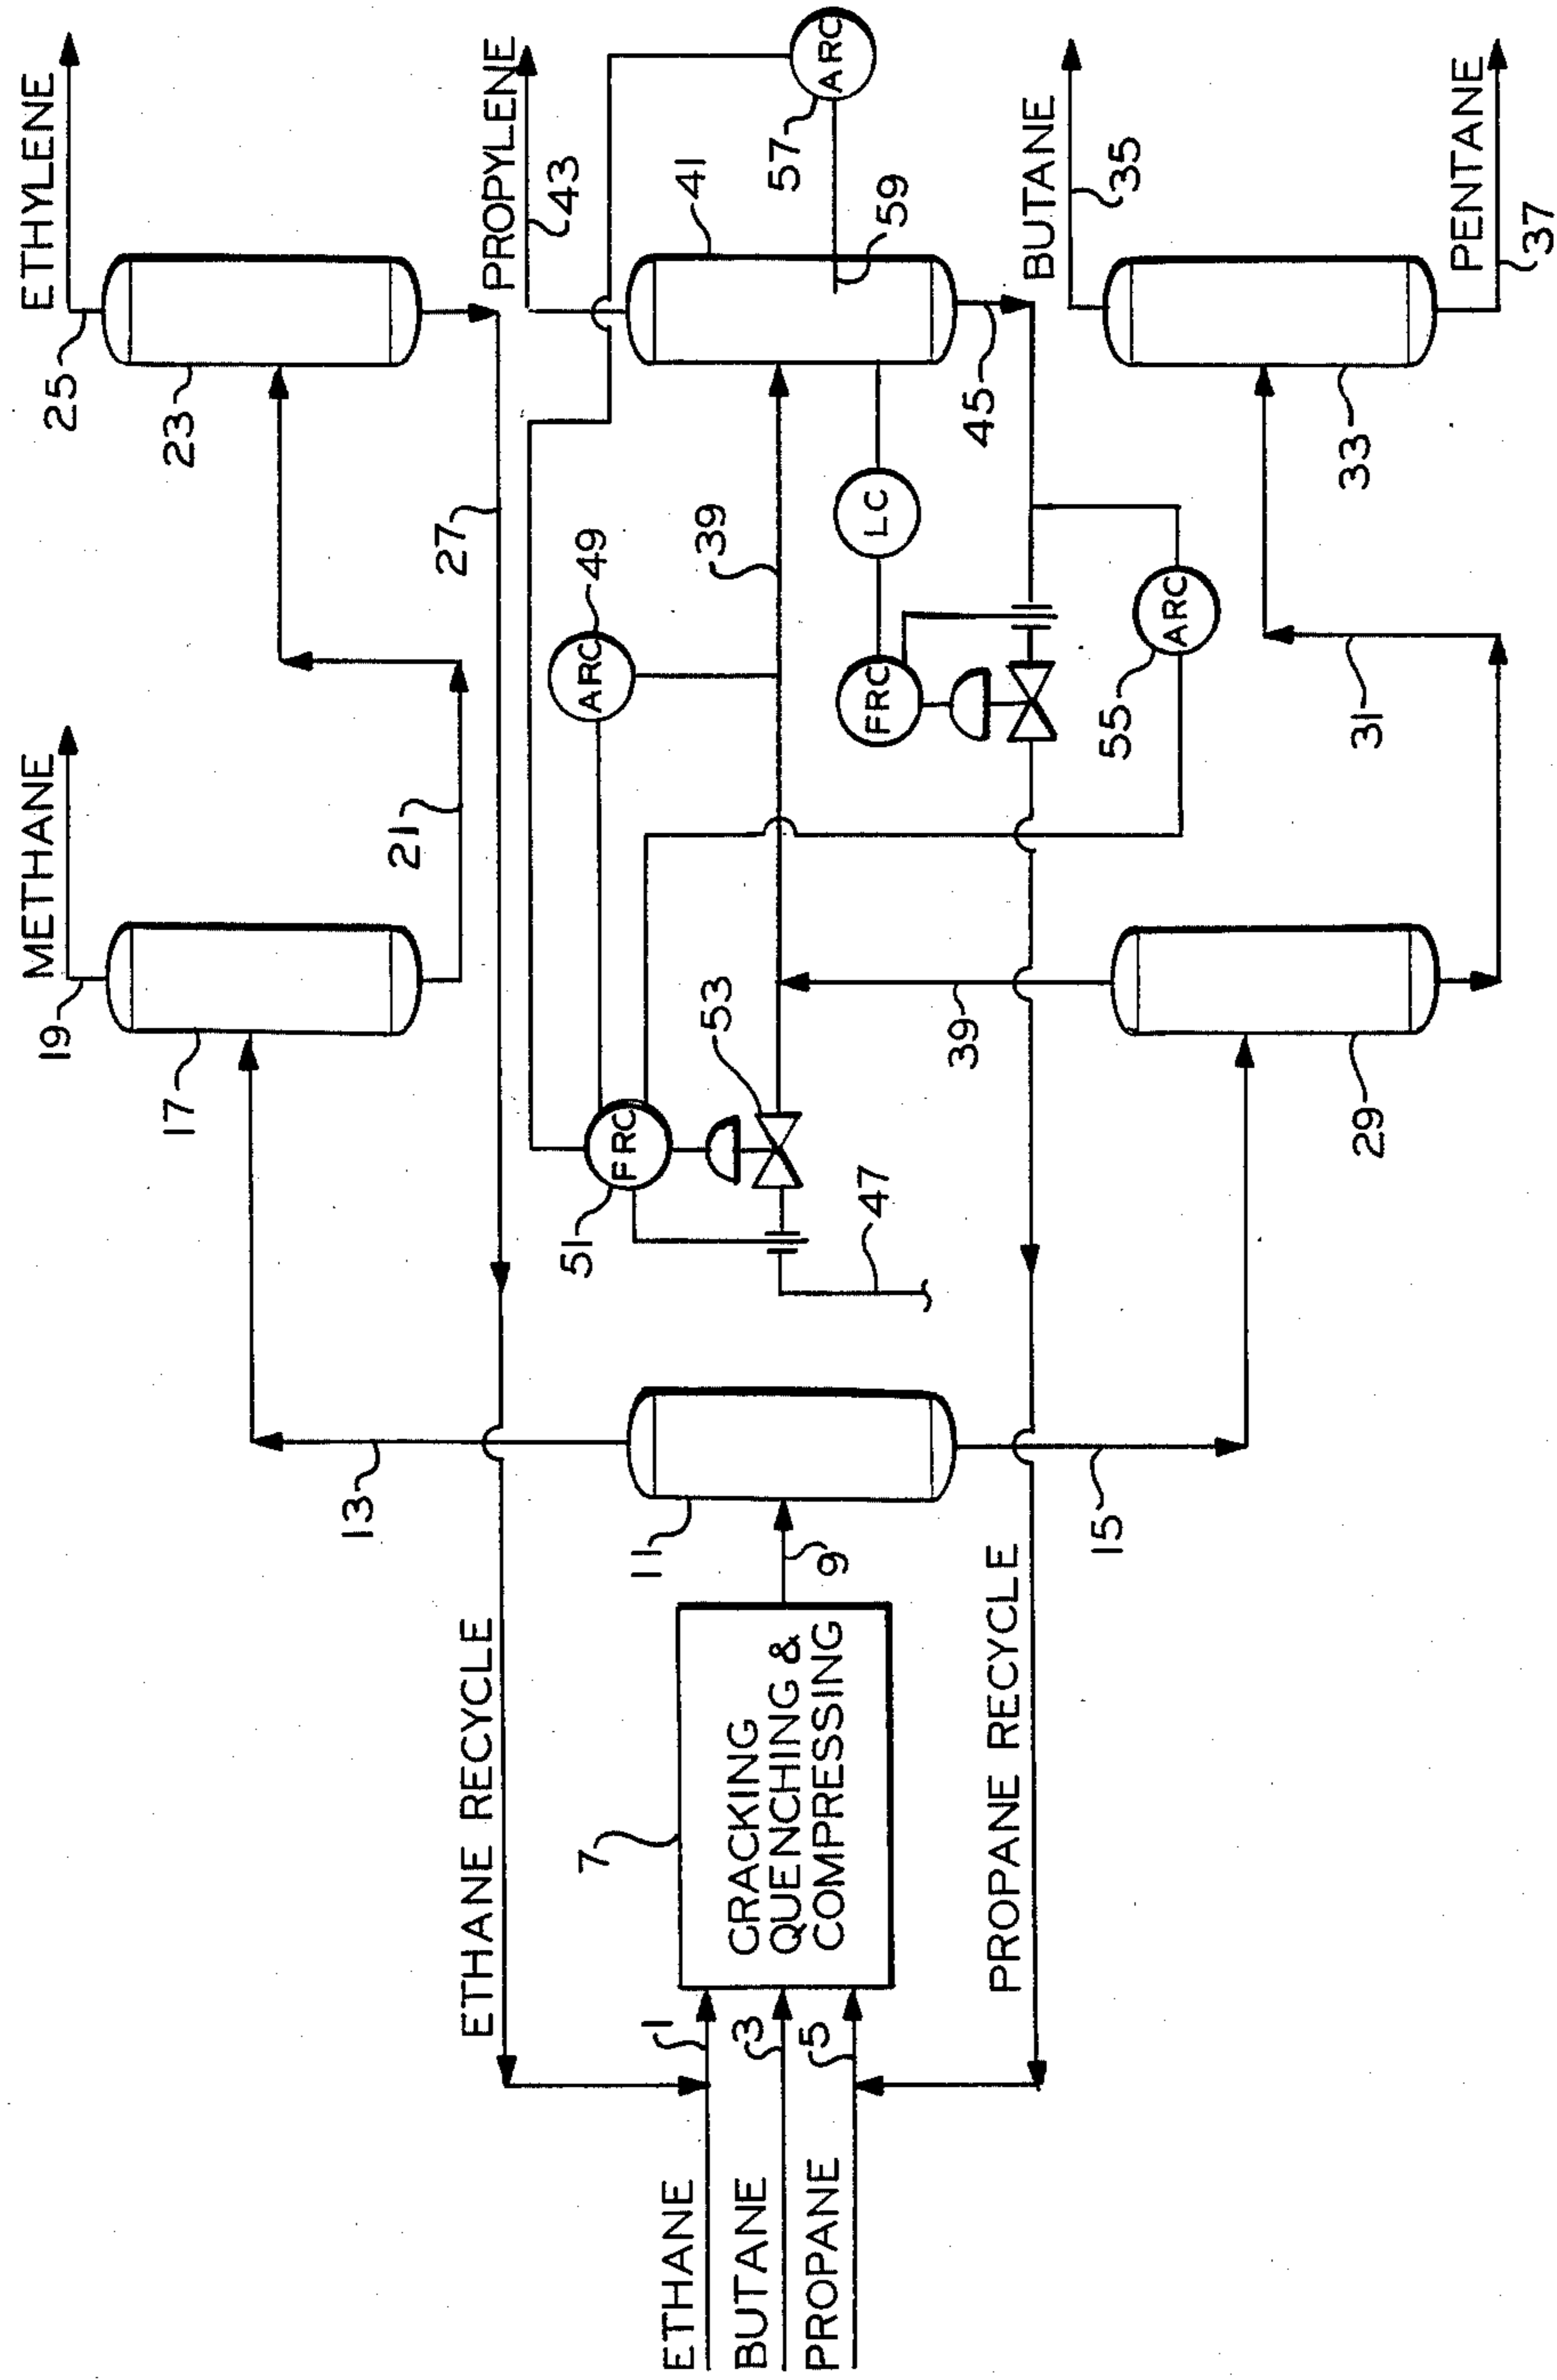 METHANE
19
17
21
ETHYLENE
25
23
27
13
ETHANE RECYCLE
PROPYLENE
43
41
ARC
57
59
ARC
49
39
FRC
51
53
47
LC
FRC
45
ARC
55
39
11
9
7
CRACKING
QUENCHING &
COMPRESSING
ETHANE
1
BUTANE
3
PROPANE
5
PROPANE RECYCLE
15
29
31
33
BUTANE
35
PENTANE
37